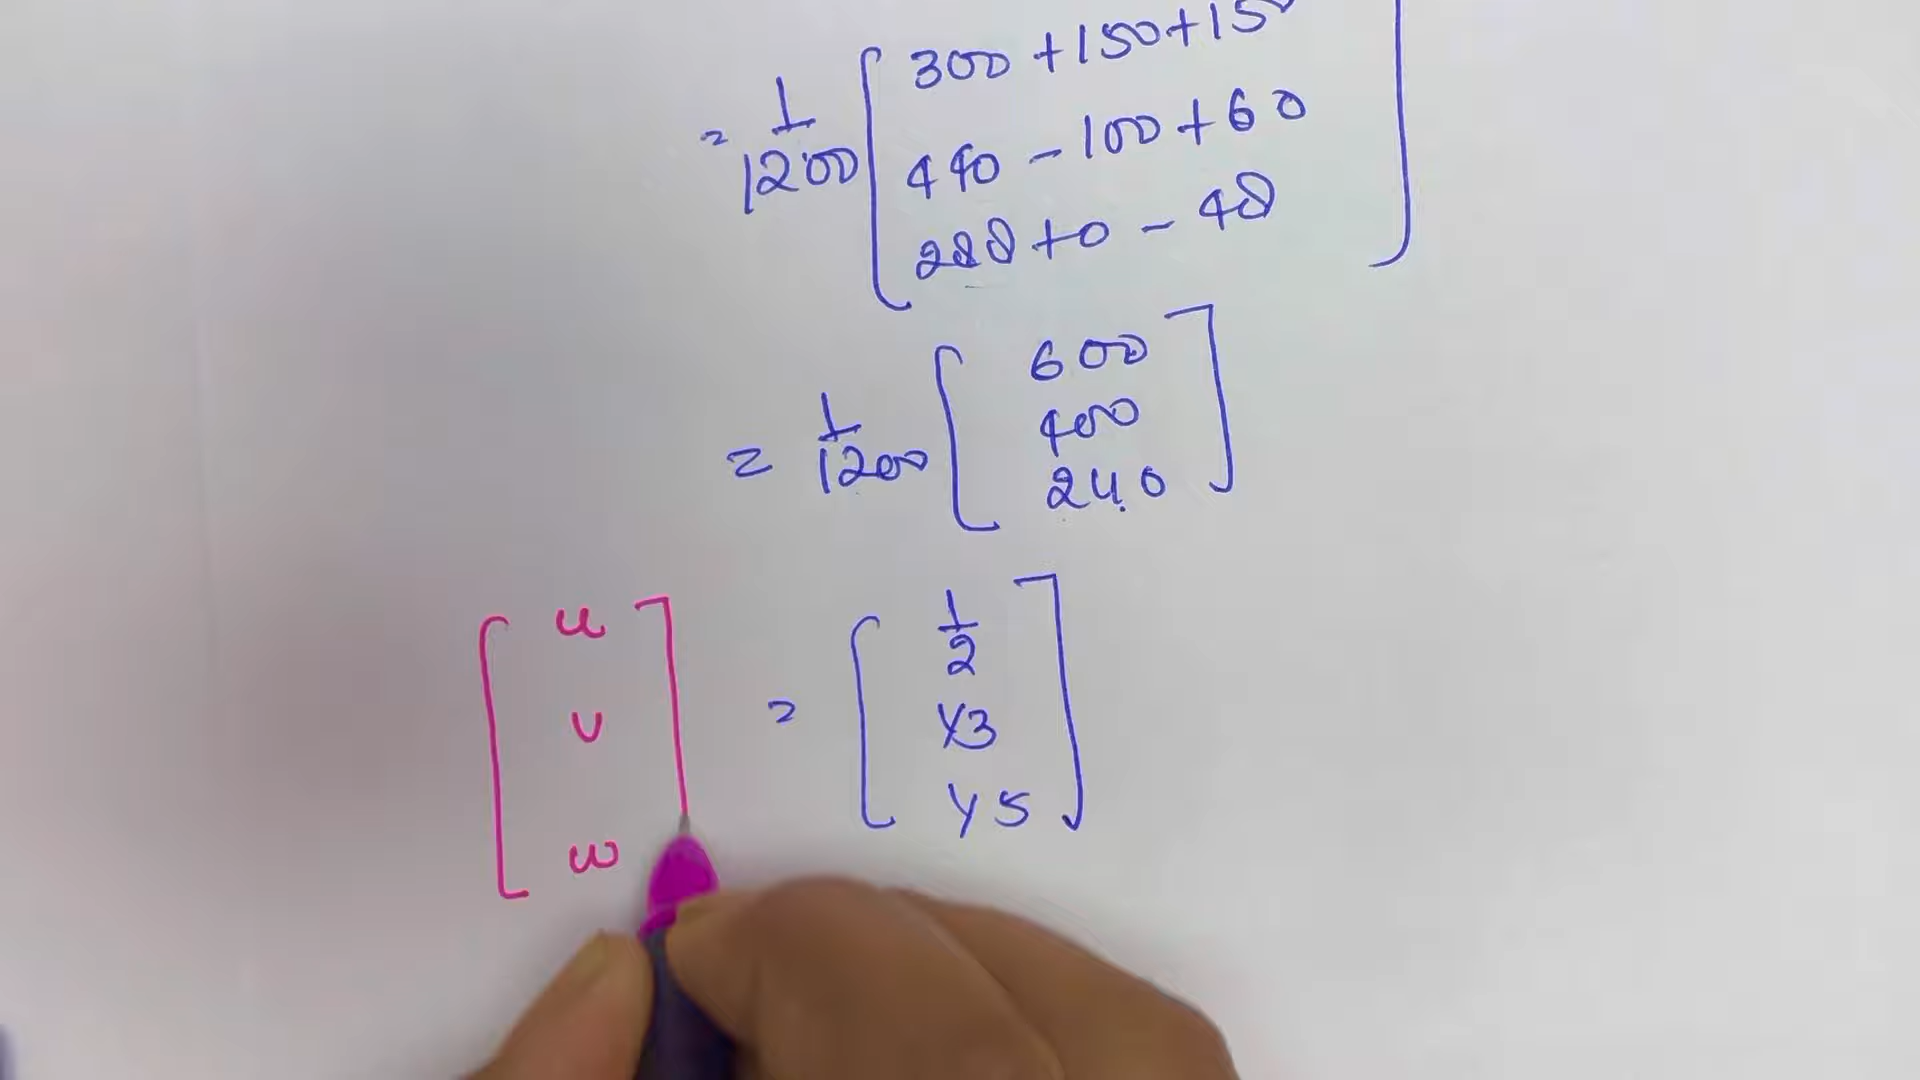 = 1/1200 [ 300 + 150 + 150
440 - 100 + 60
288 + 0 - 48 ]
= 1/1200 [ 600
400
240 ]
[ u
v
w ] = [ 1/2
1/3
1/5 ]